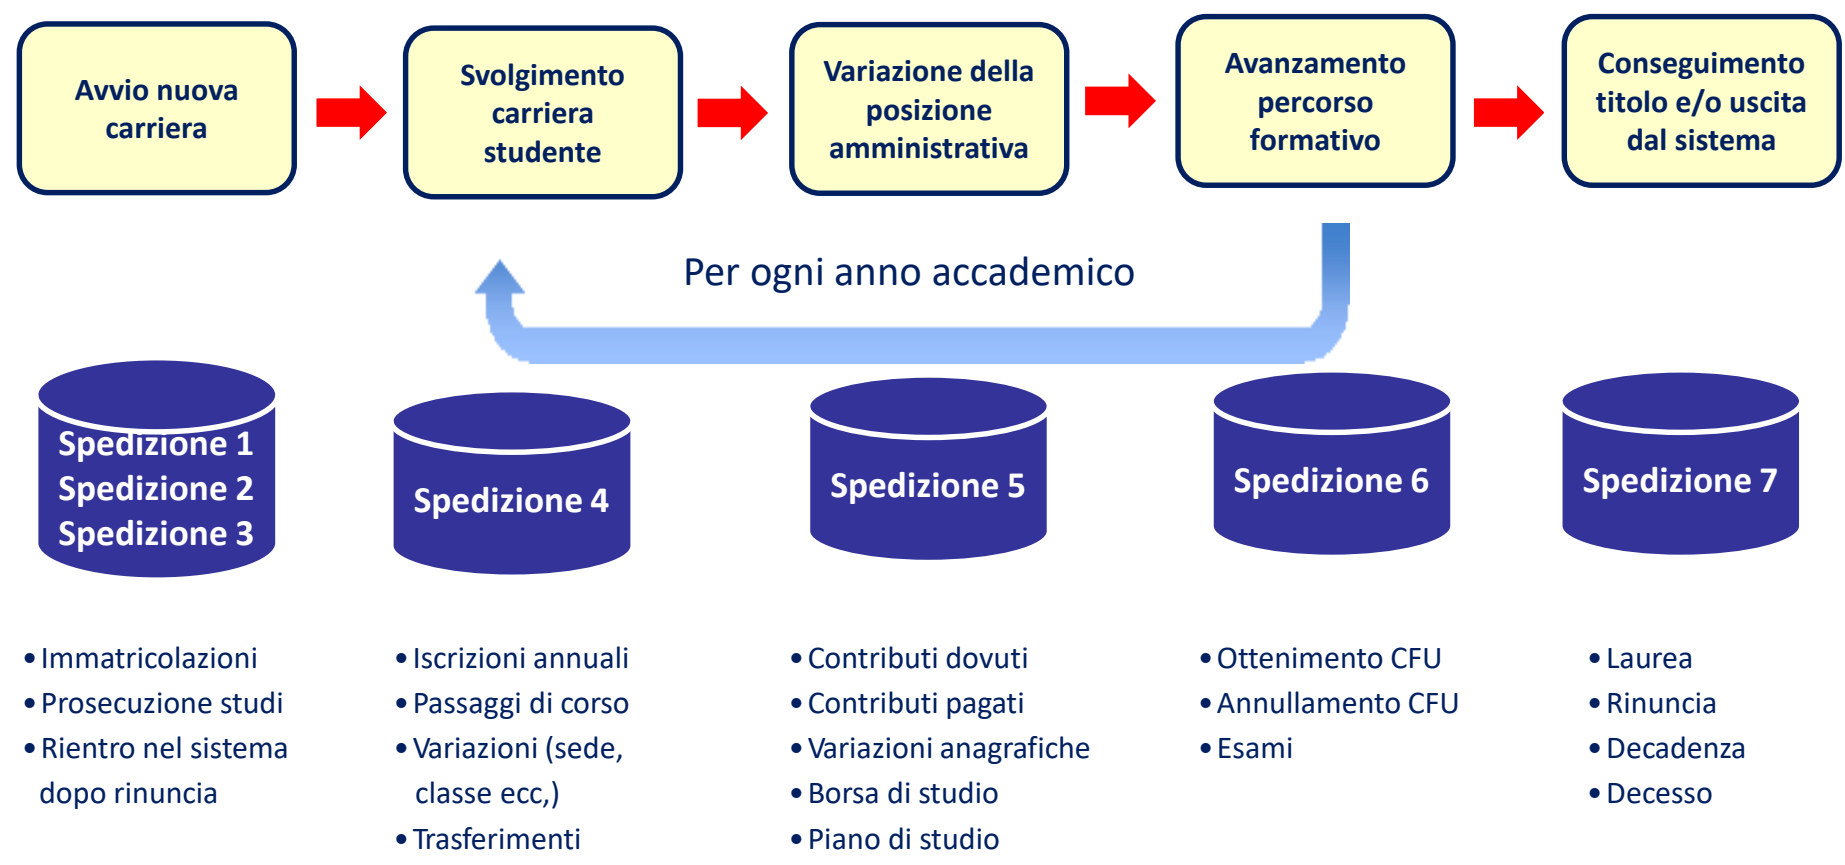 Avvio nuova
carriera
Svolgimento
carriera
studente
Variazione della
posizione
amministrativa
Avanzamento
percorso
formativo
Conseguimento
titolo e/o uscita
dal sistema
Per ogni anno accademico
Spedizione 1
Spedizione 2
Spedizione 3
Spedizione 4
Spedizione 5
Spedizione 6
Spedizione 7
• Immatricolazioni
• Prosecuzione studi
• Rientro nel sistema
dopo rinuncia
• Iscrizioni annuali
• Passaggi di corso
• Variazioni (sede,
classe ecc,)
• Trasferimenti
• Contributi dovuti
• Contributi pagati
• Variazioni anagrafiche
• Borsa di studio
• Piano di studio
• Ottenimento CFU
• Annullamento CFU
• Esami
• Laurea
• Rinuncia
• Decadenza
• Decesso